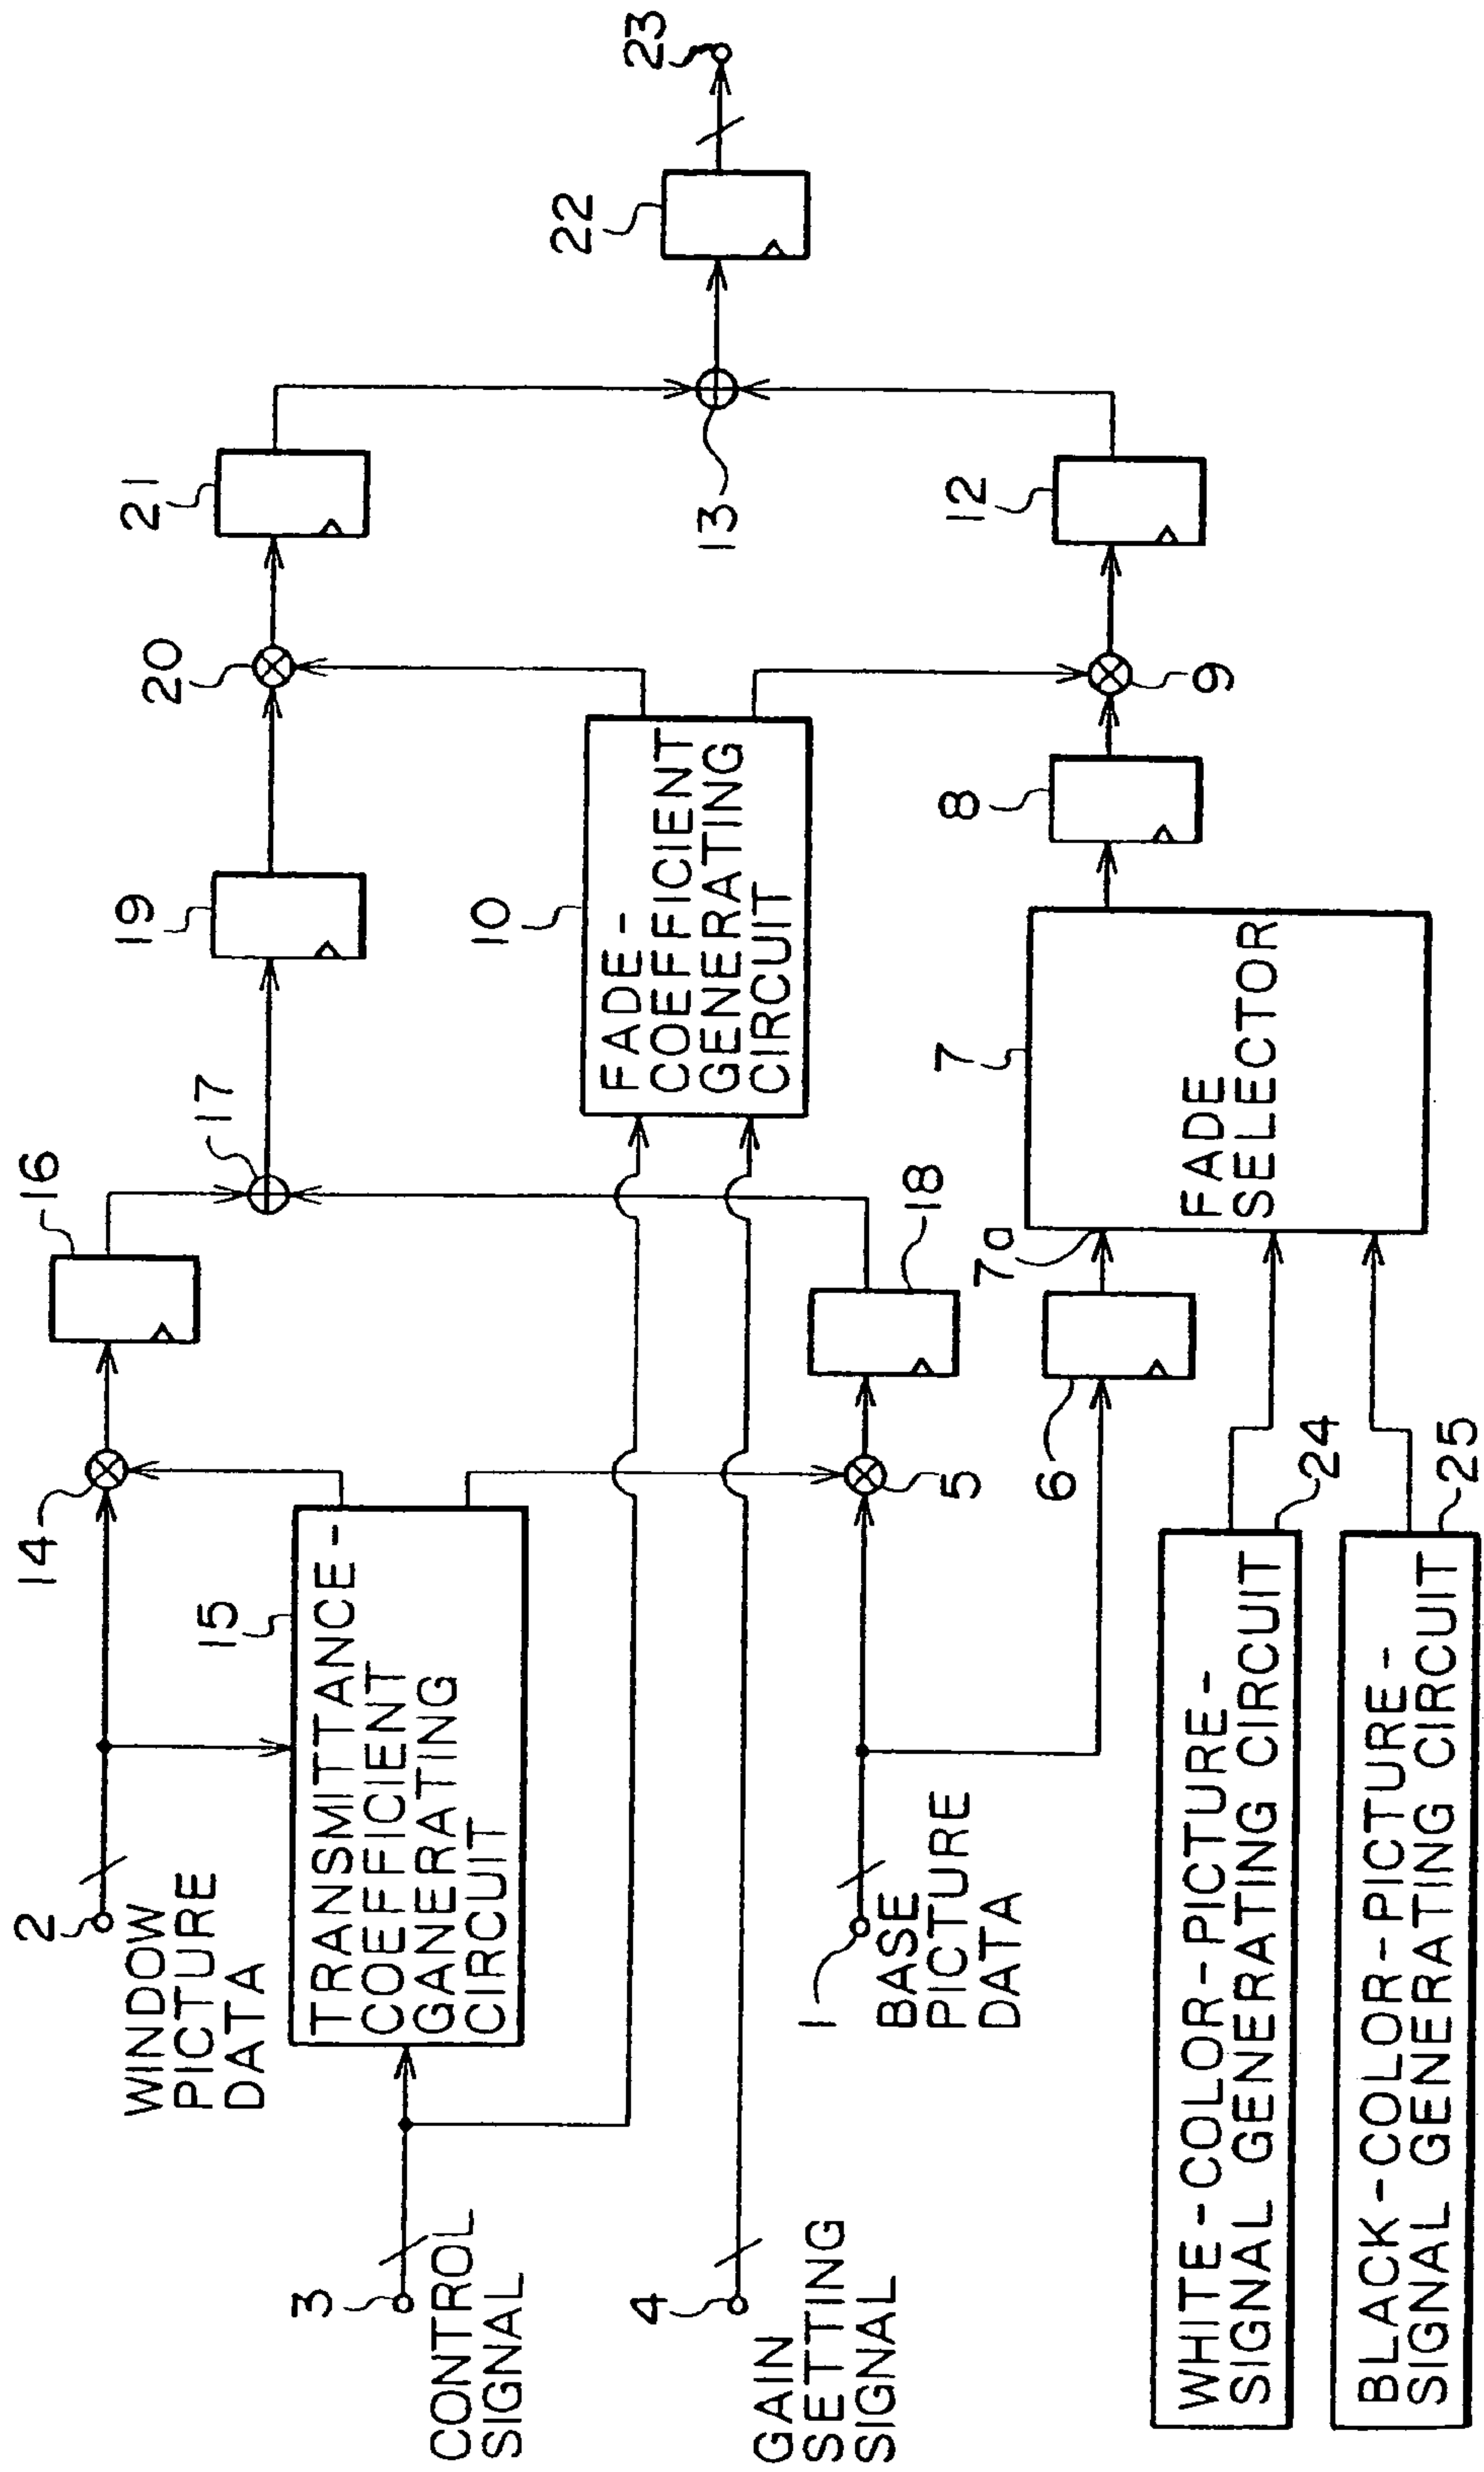 2
WINDOW
PICTURE
DATA
14
16
17
19
20
21
15
TRANSMITTANCE-
COEFFICIENT
GANERATING
CIRCUIT
3
CONTROL
SIGNAL
10
FADE-
COEFFICIENT
GENERATING
CIRCUIT
13
22
23
4
GAIN
SETTING
SIGNAL
1
BASE
PICTURE
DATA
5
18
6
7a
7
FADE
SELECTOR
8
9
12
WHITE-COLOR-PICTURE-
SIGNAL GENERATING CIRCUIT
24
BLACK-COLOR-PICTURE-
SIGNAL GENERATING CIRCUIT
25